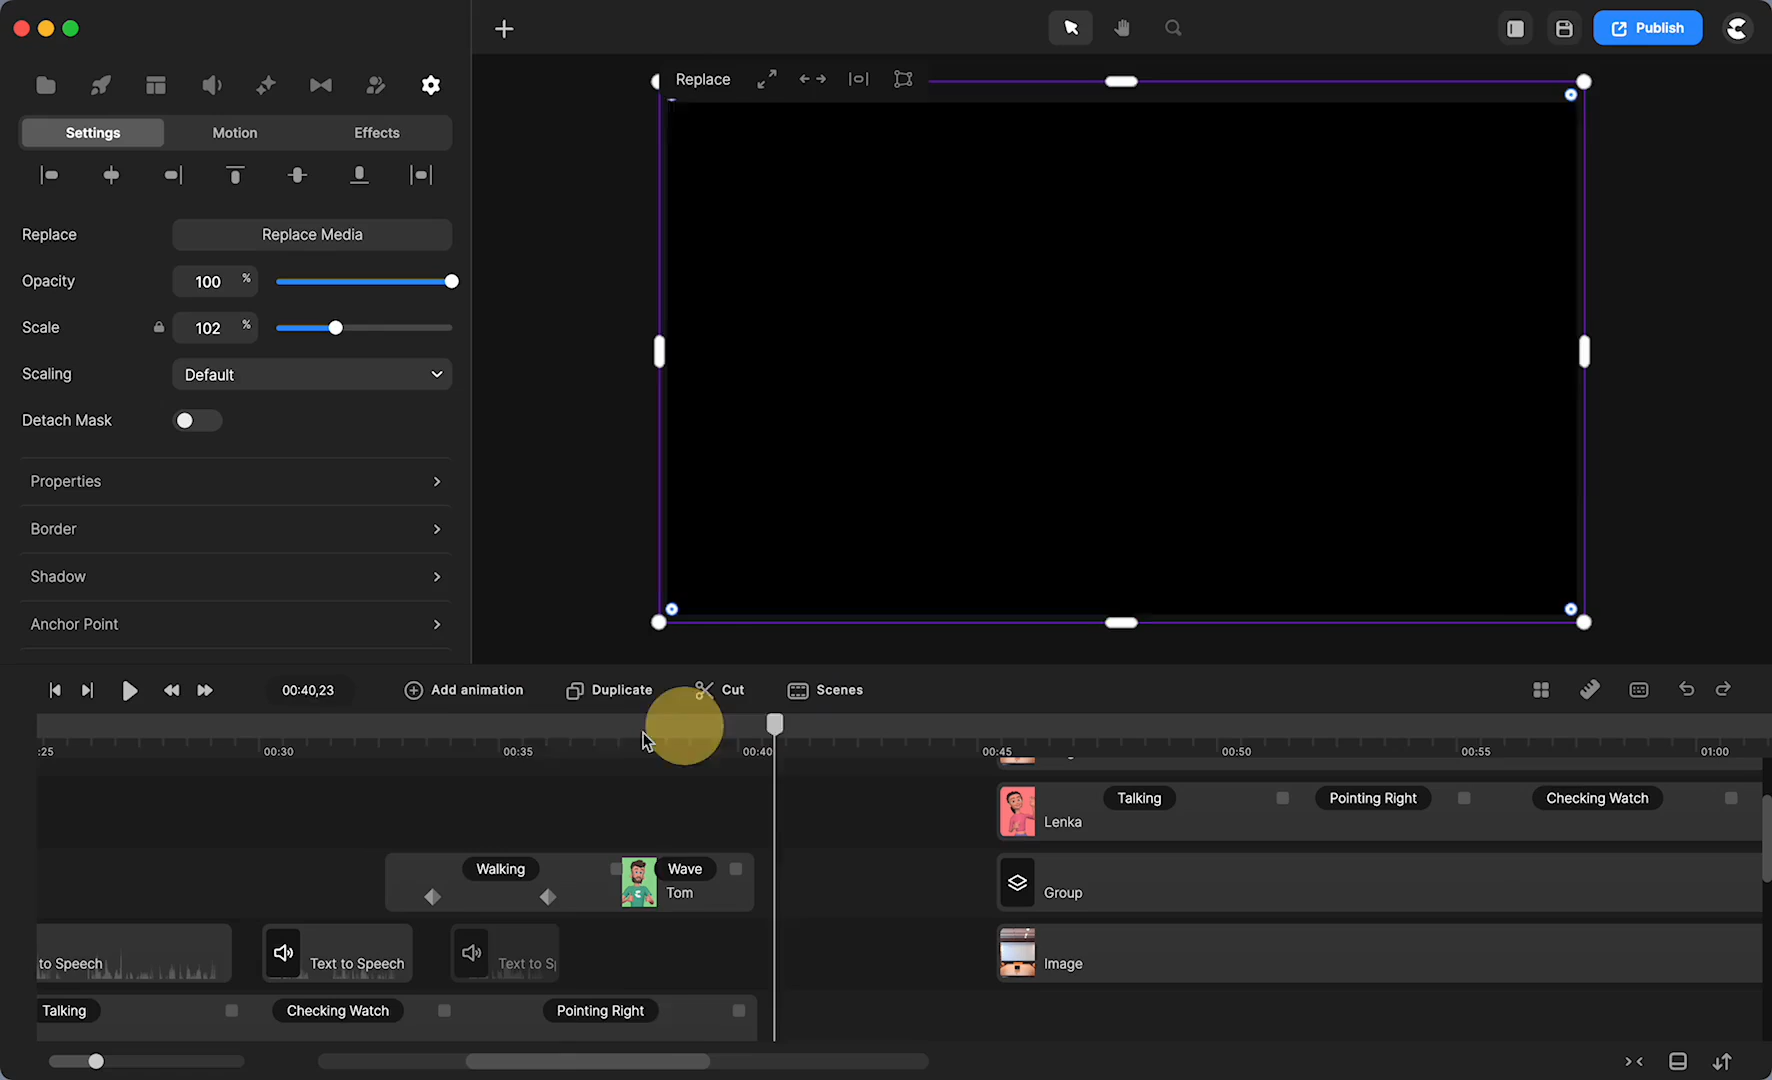 Publish
Replace
Settings
Motion
Effects
Replace
Replace Media
Opacity
100 %
Scale
102 %
Scaling
Default
Detach Mask
Properties
Border
Shadow
Anchor Point
00:40,23
Add animation
Duplicate
Cut
Scenes
:25
00:30
00:35
00:40
00:45
00:50
00:55
01:00
Talking
Pointing Right
Checking Watch
Lenka
Walking
Wave
Tom
Group
to Speech
Text to Speech
Text to S
Image
Talking
Checking Watch
Pointing Right